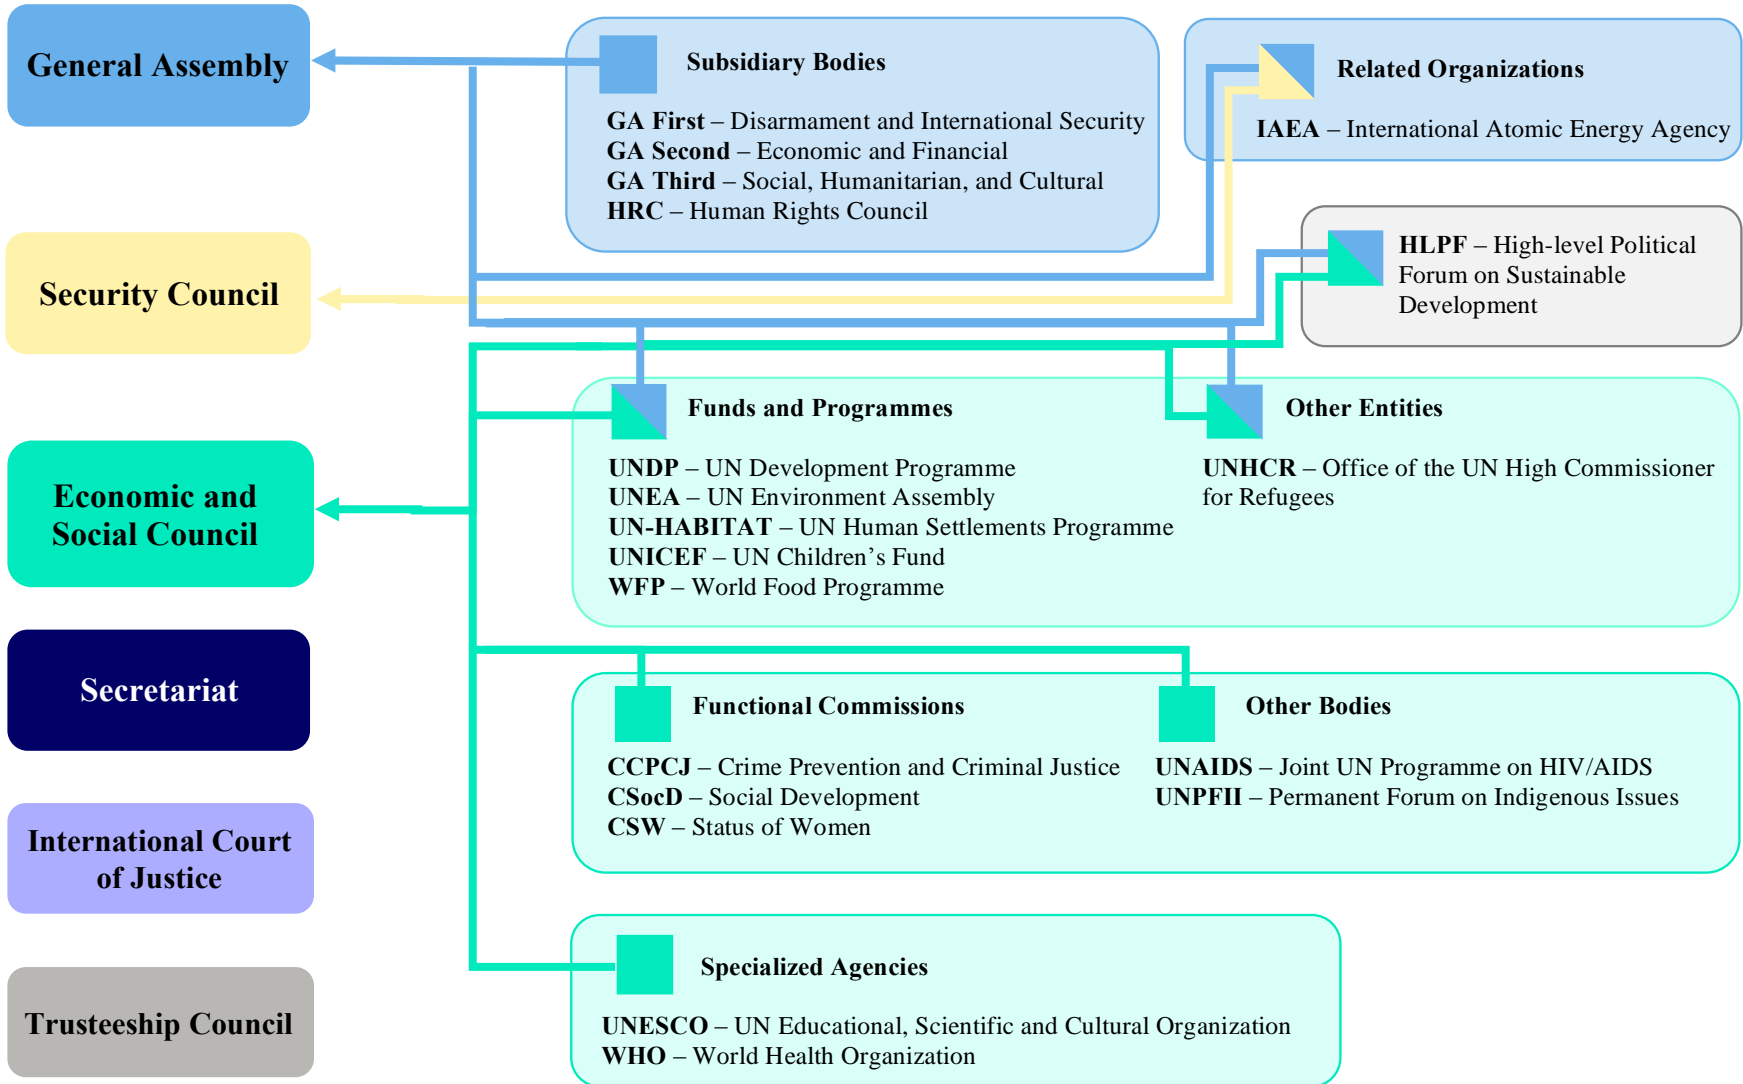 General Assembly
Subsidiary Bodies
GA First – Disarmament and International Security
GA Second – Economic and Financial
GA Third – Social, Humanitarian, and Cultural
HRC – Human Rights Council
Related Organizations
IAEA – International Atomic Energy Agency
Security Council
HLPF – High-level Political
Forum on Sustainable
Development
Economic and
Social Council
Funds and Programmes
UNDP – UN Development Programme
UNEA – UN Environment Assembly
UN-HABITAT – UN Human Settlements Programme
UNICEF – UN Children’s Fund
WFP – World Food Programme
Other Entities
UNHCR – Office of the UN High Commissioner
for Refugees
Secretariat
Functional Commissions
CCPCJ – Crime Prevention and Criminal Justice
CSocD – Social Development
CSW – Status of Women
Other Bodies
UNAIDS – Joint UN Programme on HIV/AIDS
UNPFII – Permanent Forum on Indigenous Issues
International Court
of Justice
Trusteeship Council
Specialized Agencies
UNESCO – UN Educational, Scientific and Cultural Organization
WHO – World Health Organization